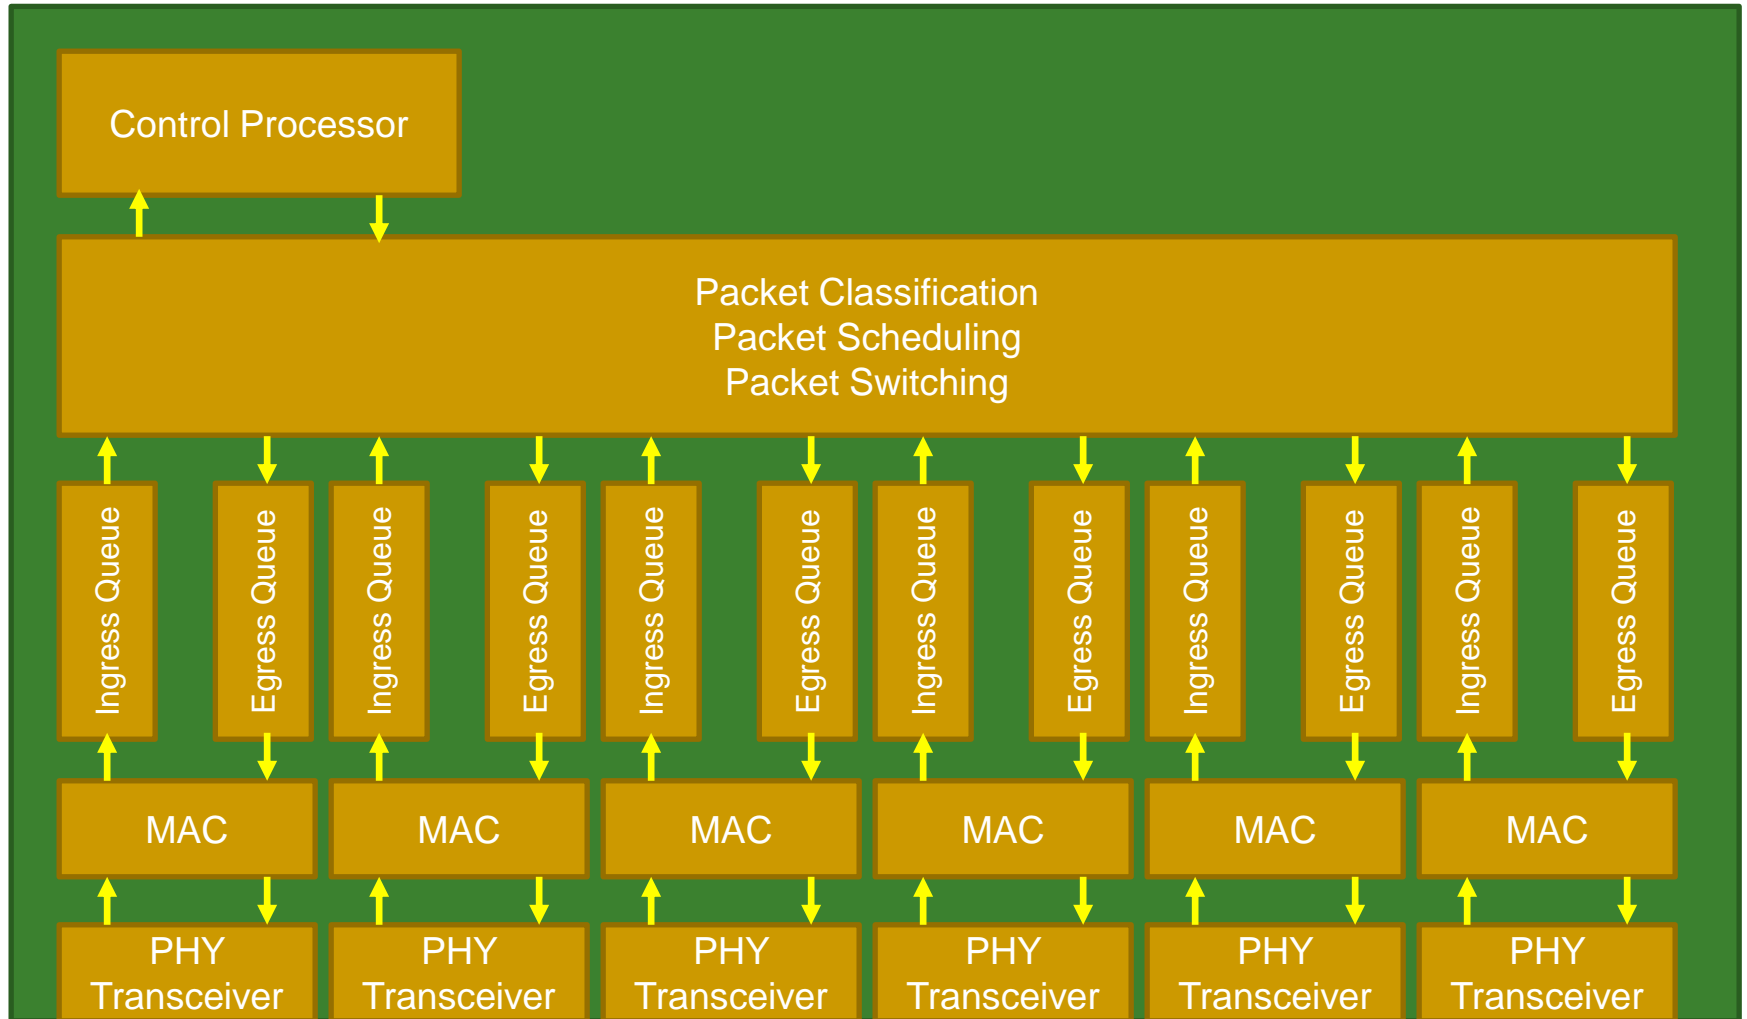 Control Processor
Packet Classification
Packet Scheduling
Packet Switching
Ingress Queue
Egress Queue
Ingress Queue
Egress Queue
Ingress Queue
Egress Queue
Ingress Queue
Egress Queue
Ingress Queue
Egress Queue
Ingress Queue
Egress Queue
MAC
MAC
MAC
MAC
MAC
MAC
PHY
Transceiver
PHY
Transceiver
PHY
Transceiver
PHY
Transceiver
PHY
Transceiver
PHY
Transceiver